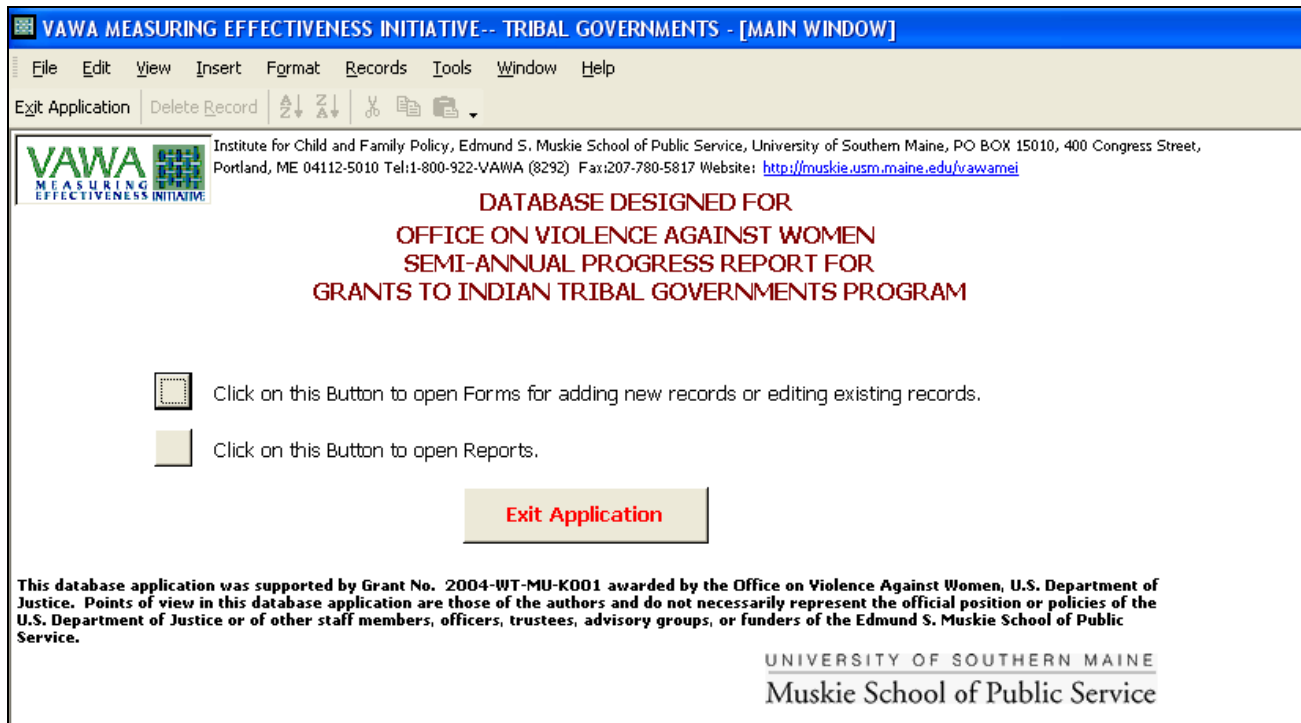 VAWA MEASURING EFFECTIVENESS INITIATIVE-- TRIBAL GOVERNMENTS - [MAIN WINDOW]
File Edit View Insert Format Records Tools Window Help
Exit Application Delete Record
VAWA
MEASURING
EFFECTIVENESS INITIATIVE
Institute for Child and Family Policy, Edmund S. Muskie School of Public Service, University of Southern Maine, PO BOX 15010, 400 Congress Street,
Portland, ME 04112-5010 Tel:1-800-922-VAWA (8292) Fax:207-780-5817 Website: http://muskie.usm.maine.edu/vawamei
DATABASE DESIGNED FOR
OFFICE ON VIOLENCE AGAINST WOMEN
SEMI-ANNUAL PROGRESS REPORT FOR
GRANTS TO INDIAN TRIBAL GOVERNMENTS PROGRAM
Click on this Button to open Forms for adding new records or editing existing records.
Click on this Button to open Reports.
Exit Application
This database application was supported by Grant No. 2004-WT-MU-K001 awarded by the Office on Violence Against Women, U.S. Department of
Justice. Points of view in this database application are those of the authors and do not necessarily represent the official position or policies of the
U.S. Department of Justice or of other staff members, officers, trustees, advisory groups, or funders of the Edmund S. Muskie School of Public
Service.
UNIVERSITY OF SOUTHERN MAINE
Muskie School of Public Service